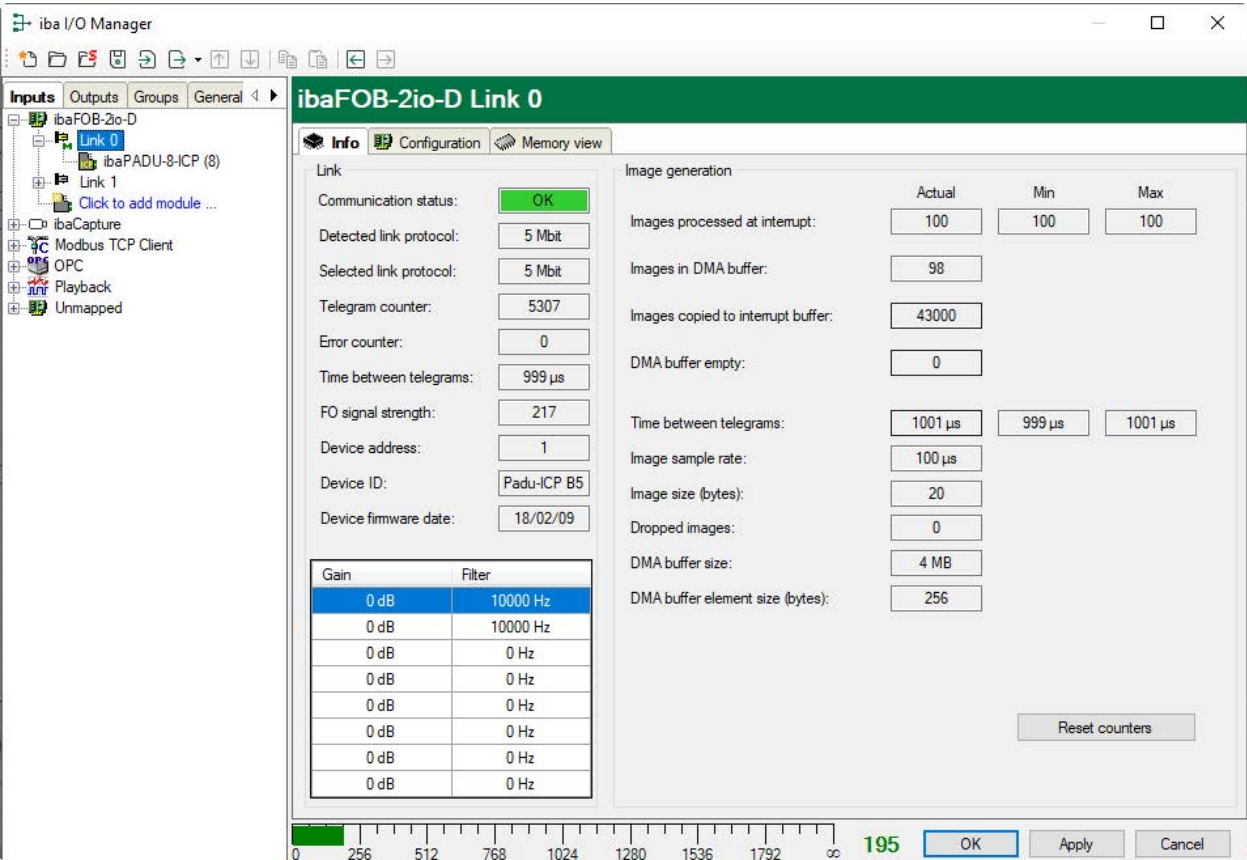 iba I/O Manager
Inputs Outputs Groups General
ibaFOB-2io-D
Link 0
ibaPADU-8-ICP (8)
Link 1
Click to add module ...
ibaCapture
Modbus TCP Client
OPC
Playback
Unmapped
ibaFOB-2io-D Link 0
Info Configuration Memory view
Link
Communication status: OK
Detected link protocol: 5 Mbit
Selected link protocol: 5 Mbit
Telegram counter: 5307
Error counter: 0
Time between telegrams: 999 µs
FO signal strength: 217
Device address: 1
Device ID: Padu-ICP B5
Device firmware date: 18/02/09
Gain Filter
0 dB 10000 Hz
0 dB 10000 Hz
0 dB 0 Hz
0 dB 0 Hz
0 dB 0 Hz
0 dB 0 Hz
0 dB 0 Hz
0 dB 0 Hz
Image generation
Actual Min Max
Images processed at interrupt: 100 100 100
Images in DMA buffer: 98
Images copied to interrupt buffer: 43000
DMA buffer empty: 0
Time between telegrams: 1001 µs 999 µs 1001 µs
Image sample rate: 100 µs
Image size (bytes): 20
Dropped images: 0
DMA buffer size: 4 MB
DMA buffer element size (bytes): 256
Reset counters
0 256 512 768 1024 1280 1536 1792 ∞
195 OK Apply Cancel